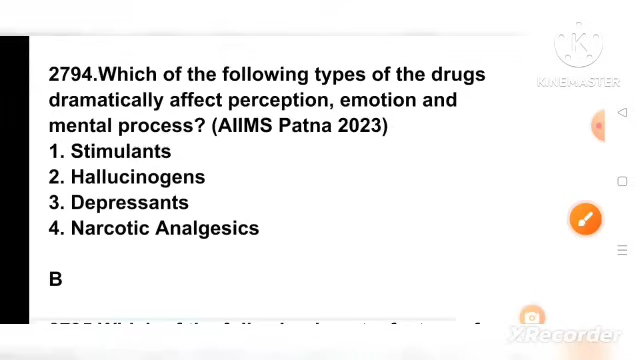 KINEMASTER
2794.Which of the following types of the drugs
dramatically affect perception, emotion and
mental process? (AIIMS Patna 2023)
1. Stimulants
2. Hallucinogens
3. Depressants
4. Narcotic Analgesics
B
XRecorder